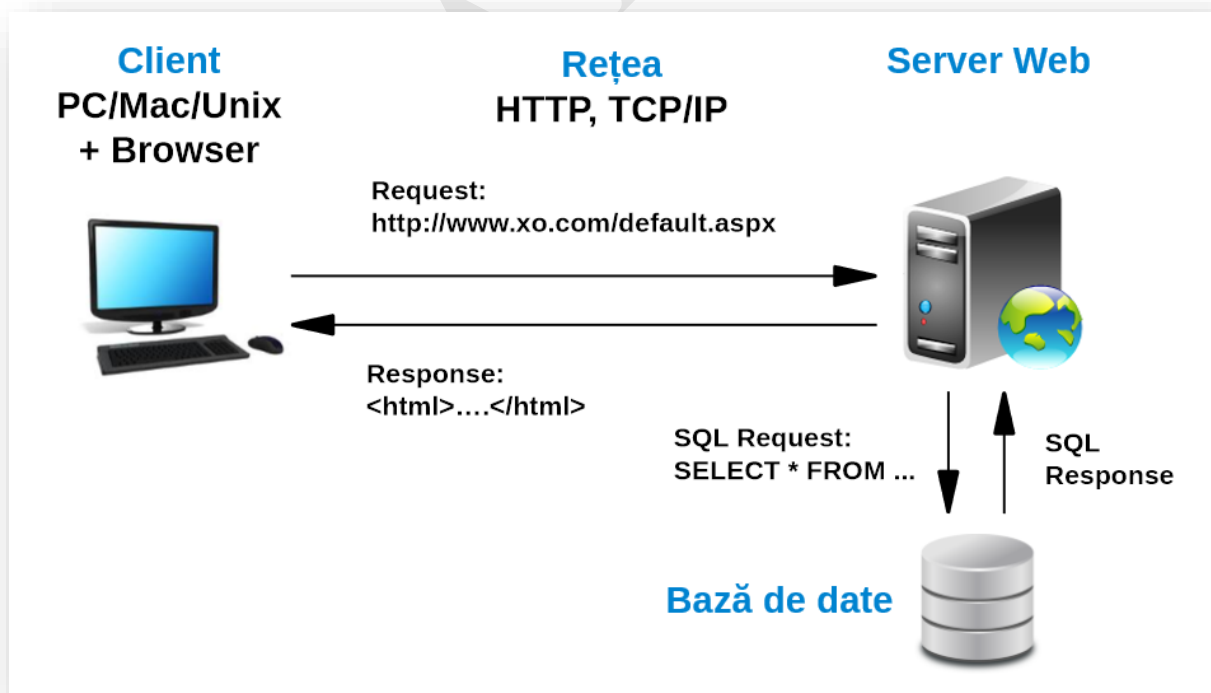 Client
PC/Mac/Unix
+ Browser
Rețea
HTTP, TCP/IP
Server Web
Request:
http://www.xo.com/default.aspx
Response:
<html>....</html>
SQL Request:
SELECT * FROM ...
SQL
Response
Bază de date